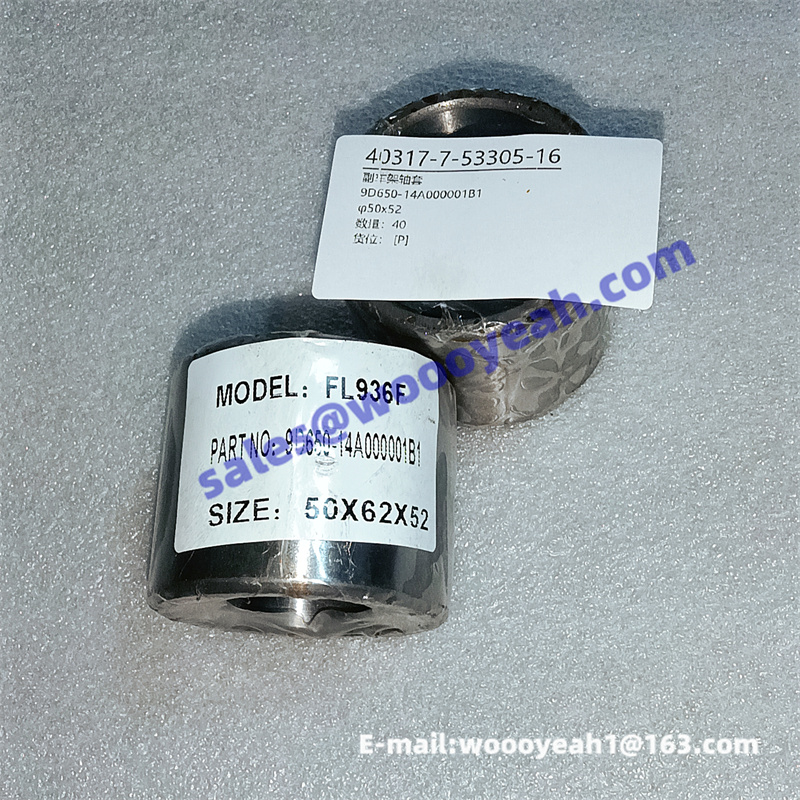 40317-7-53305-16
副车架轴套
9D650-14A000001B1
φ50x52
数量: 40
货位: [P]
MODEL: FL936F
PART NO: 9D650-14A000001B1
SIZE: 50X62X52
sales@woooyeah.com
E-mail:woooyeah1@163.com